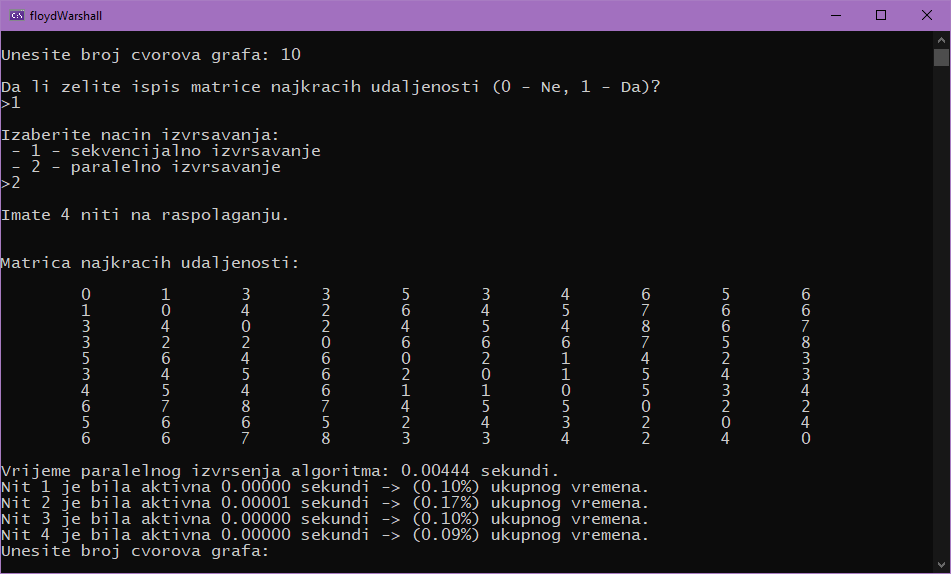 floydWarshall
Unesite broj cvorova grafa: 10
Da li zelite ispis matrice najkracih udaljenosti (0 - Ne, 1 - Da)?
>1
Izaberite nacin izvrsavanja:
- 1 - sekvencijalno izvrsavanje
- 2 - paralelno izvrsavanje
>2
Imate 4 niti na raspolaganju.
Matrica najkracih udaljenosti:
0 1 3 3 5 3 4 6 5 6
1 0 4 2 6 4 5 7 6 6
3 4 0 2 4 5 4 8 6 7
3 2 2 0 6 6 6 7 5 8
5 6 4 6 0 2 1 4 2 3
3 4 5 6 2 0 1 5 4 3
4 5 4 6 1 1 0 5 3 4
6 7 8 7 4 5 5 0 2 2
5 6 6 5 2 4 3 2 0 4
6 6 7 8 3 3 4 2 4 0
Vrijeme paralelnog izvrsenja algoritma: 0.00444 sekundi.
Nit 1 je bila aktivna 0.00000 sekundi -> (0.10%) ukupnog vremena.
Nit 2 je bila aktivna 0.00001 sekundi -> (0.17%) ukupnog vremena.
Nit 3 je bila aktivna 0.00000 sekundi -> (0.10%) ukupnog vremena.
Nit 4 je bila aktivna 0.00000 sekundi -> (0.09%) ukupnog vremena.
Unesite broj cvorova grafa: